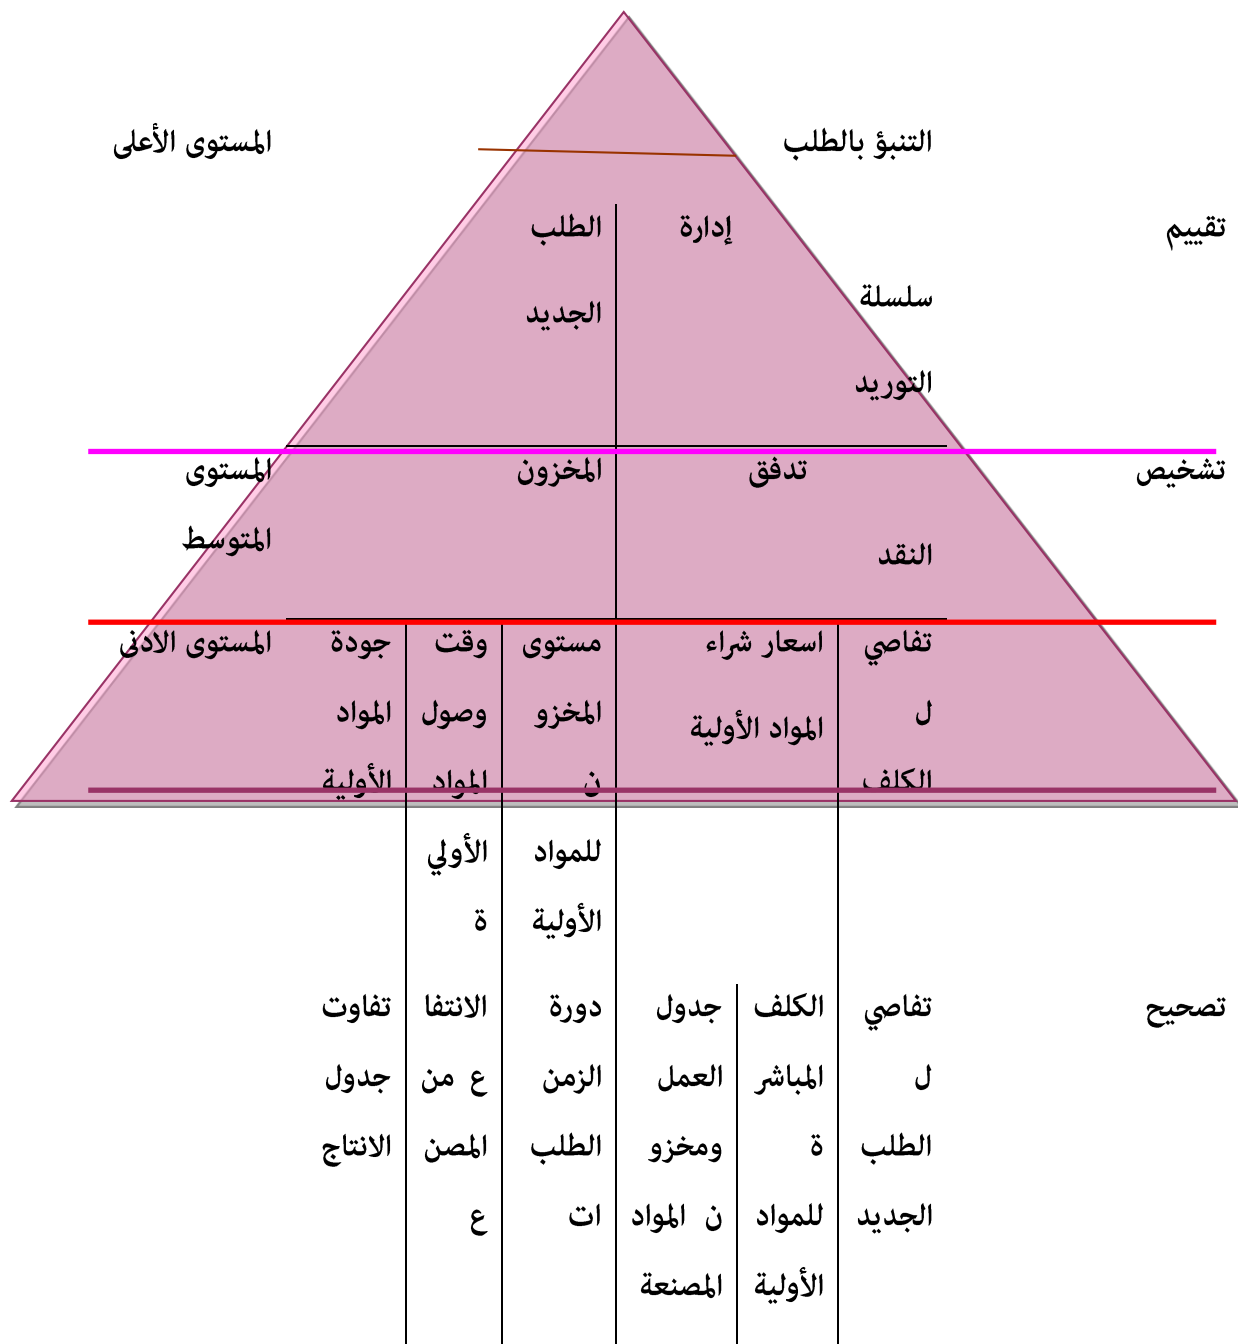 التنبؤ بالطلب المستوى الأعلى
تقييم إدارة الطلب
سلسلة الجديد
التوريد
تشخيص تدفق المخزون المستوى
النقد المتوسط
تفاصي اسعار شراء مستوى وقت جودة المستوى الادنى
ل المواد الأولية المخزو وصول المواد
الكلف ن المواد الأولية
للمواد الأولي
الأولية ة
تصحيح تفاصي الكلف جدول دورة الانتفا تفاوت
ل المباشر العمل الزمن ع من جدول
الطلب ة ومخزو الطلب المصن الانتاج
الجديد للمواد ن المواد ات ع
الأولية المصنعة